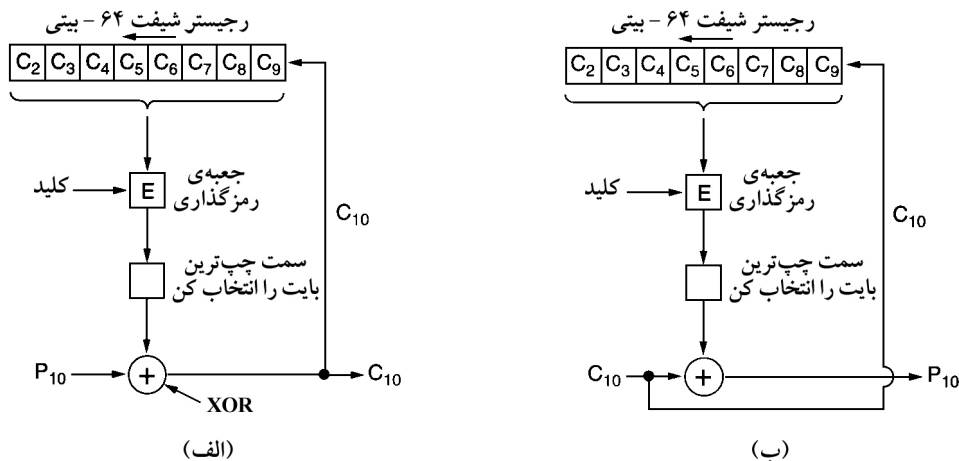 رجیستر شیفت ۶۴ - بیتی
C2 C3 C4 C5 C6 C7 C8 C9
کلید
E
جعبه‌ی
رمزگذاری
C10
سمت چپ‌ترین
بایت را انتخاب کن
P10
+
C10
XOR
(الف)
رجیستر شیفت ۶۴ - بیتی
C2 C3 C4 C5 C6 C7 C8 C9
کلید
E
جعبه‌ی
رمزگذاری
C10
سمت چپ‌ترین
بایت را انتخاب کن
C10
+
P10
(ب)